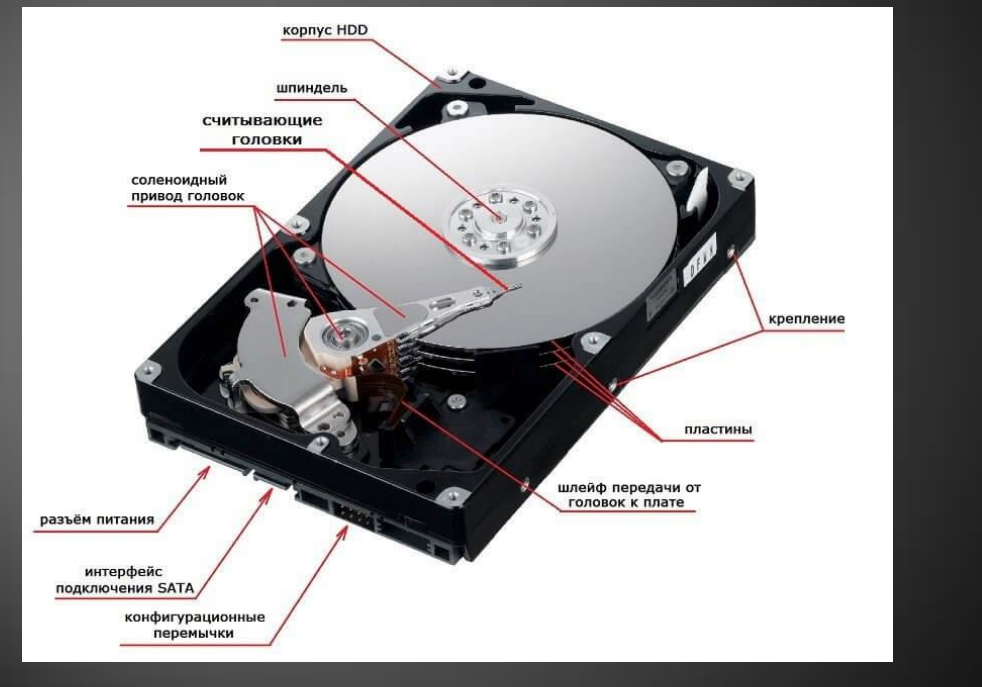 корпус HDD
шпиндель
считывающие
головки
соленоидный
привод головок
крепление
пластины
шлейф передачи от
головок к плате
разъём питания
интерфейс
подключения SATA
конфигурационные
перемычки